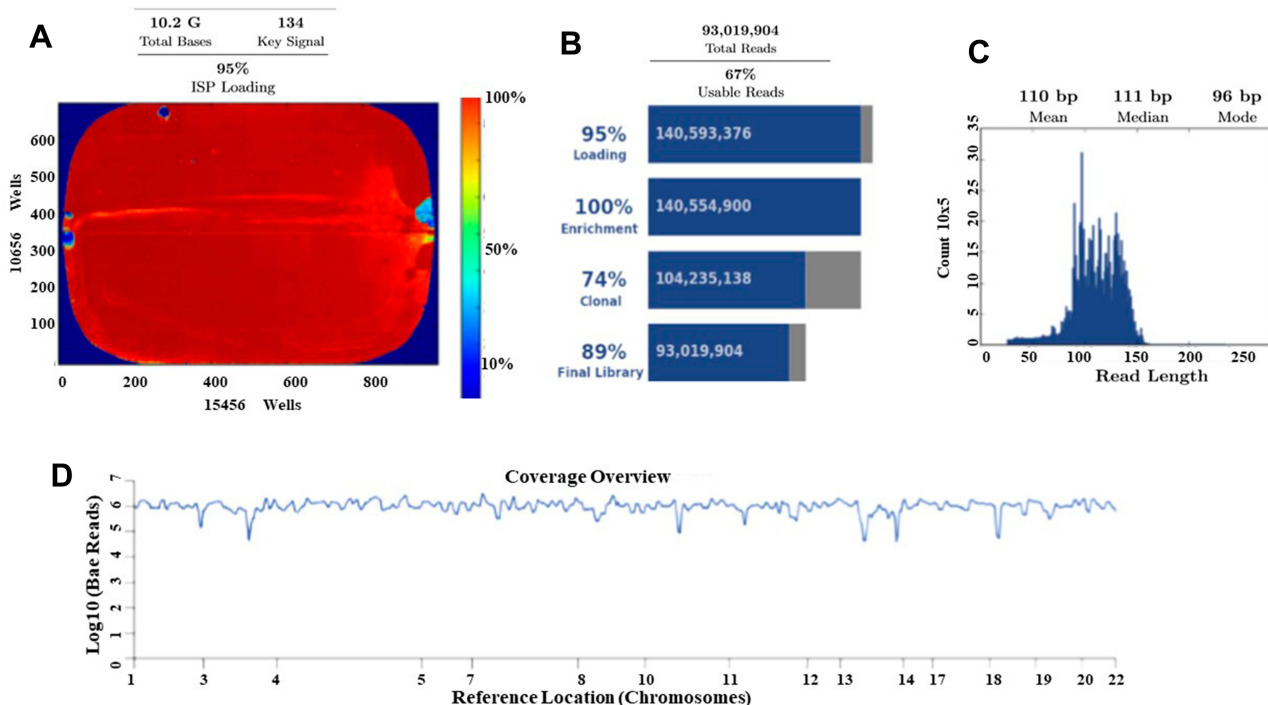 A
10.2 G 134
Total Bases Key Signal
95%
ISP Loading
600
500
400
300
200
100
10656 Wells
0 200 400 600 800
15456 Wells
100%
50%
10%
B
93,019,904
Total Reads
67%
Usable Reads
95%
Loading
140,593,376
100%
Enrichment
140,554,900
74%
Clonal
104,235,138
89%
Final Library
93,019,904
C
110 bp 111 bp 96 bp
Mean Median Mode
35
30
25
20
15
10
5
0
Count 10x5
0 50 100 150 200 250
Read Length
D
Coverage Overview
7
6
5
4
3
2
1
0
Log10 (Bae Reads)
1 3 4 5 7 8 10 11 12 13 14 17 18 19 20 22
Reference Location (Chromosomes)